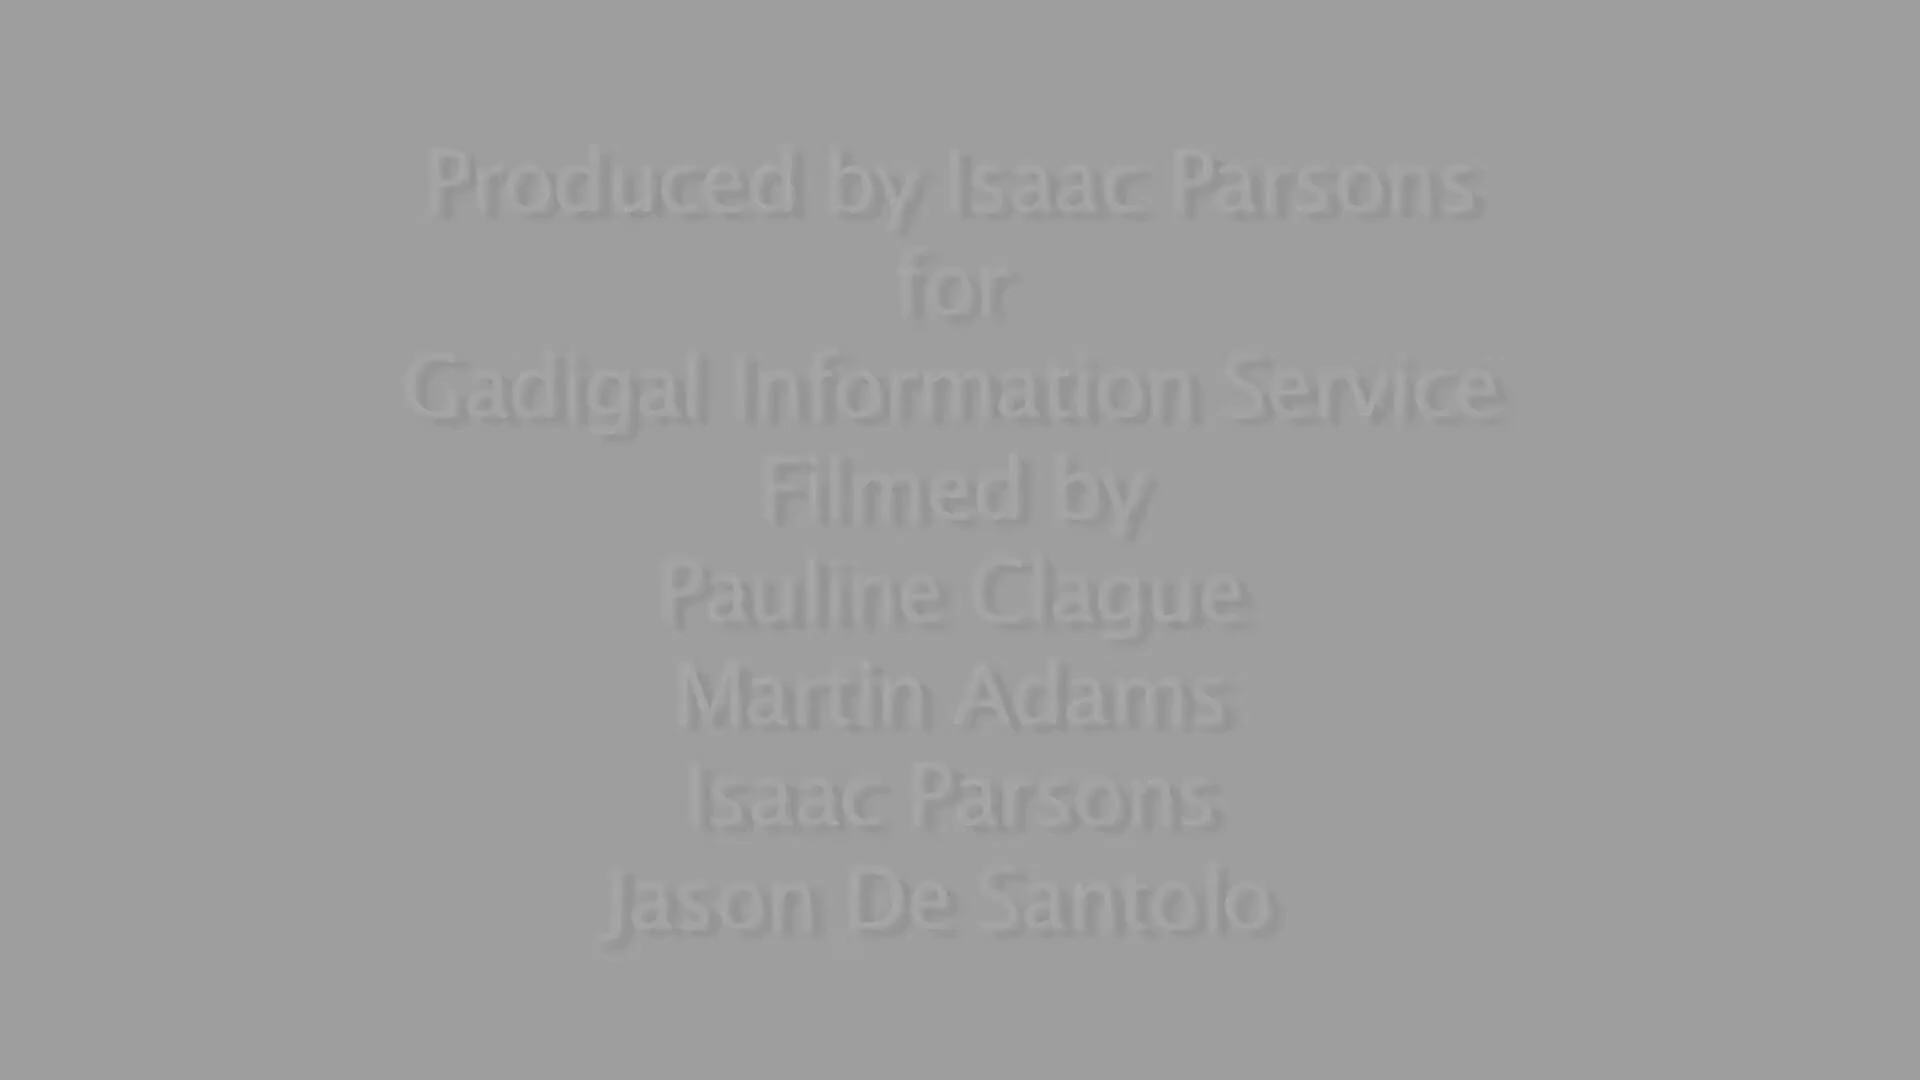 Produced by Isaac Parsons
for
Gadigal Information Service
Filmed by
Pauline Clague
Martin Adams
Isaac Parsons
Jason De Santolo